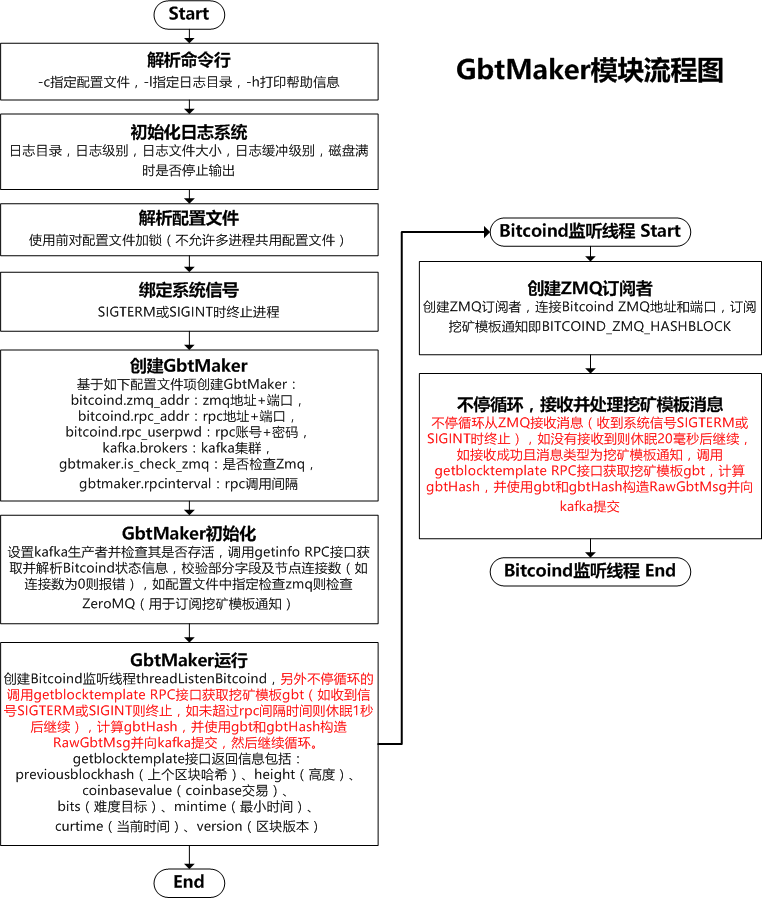 GbtMaker模块流程图
Start
解析命令行
-c指定配置文件，-l指定日志目录，-h打印帮助信息
初始化日志系统
日志目录，日志级别，日志文件大小，日志缓冲级别，磁盘满
时是否停止输出
解析配置文件
使用前对配置文件加锁（不允许多进程共用配置文件）
绑定系统信号
SIGTERM或SIGINT时终止进程
创建GbtMaker
基于如下配置文件项创建GbtMaker：
bitcoind.zmq_addr：zmq地址+端口，
bitcoind.rpc_addr：rpc地址+端口，
bitcoind.rpc_userpwd：rpc账号+密码，
kafka.brokers：kafka集群，
gbtmaker.is_check_zmq：是否检查Zmq，
gbtmaker.rpcinterval：rpc调用间隔
GbtMaker初始化
设置kafka生产者并检查其是否存活，调用getinfo RPC接口获
取并解析Bitcoind状态信息，校验部分字段及节点连接数（如
连接数为0则报错），如配置文件中指定检查zmq则检查
ZeroMQ（用于订阅挖矿模板通知）
GbtMaker运行
创建Bitcoind监听线程threadListenBitcoind，另外不停循环的
调用getblocktemplate RPC接口获取挖矿模板gbt（如收到信
号SIGTERM或SIGINT则终止，如未超过rpc间隔时间则休眠1秒
后继续），计算gbtHash，并使用gbt和gbtHash构造
RawGbtMsg并向kafka提交，然后继续循环。
getblocktemplate接口返回信息包括：
previousblockhash（上个区块哈希）、height（高度）、
coinbasevalue（coinbase交易）、
bits（难度目标）、mintime（最小时间）、
curtime（当前时间）、version（区块版本）
End
Bitcoind监听线程 Start
创建ZMQ订阅者
创建ZMQ订阅者，连接Bitcoind ZMQ地址和端口，订阅
挖矿模板通知即BITCOIND_ZMQ_HASHBLOCK
不停循环，接收并处理挖矿模板消息
不停循环从ZMQ接收消息（收到系统信号SIGTERM或
SIGINT时终止），如没有接收到则休眠20毫秒后继续，
如接收成功且消息类型为挖矿模板通知，调用
getblocktemplate RPC接口获取挖矿模板gbt，计算
gbtHash，并使用gbt和gbtHash构造RawGbtMsg并向
kafka提交
Bitcoind监听线程 End